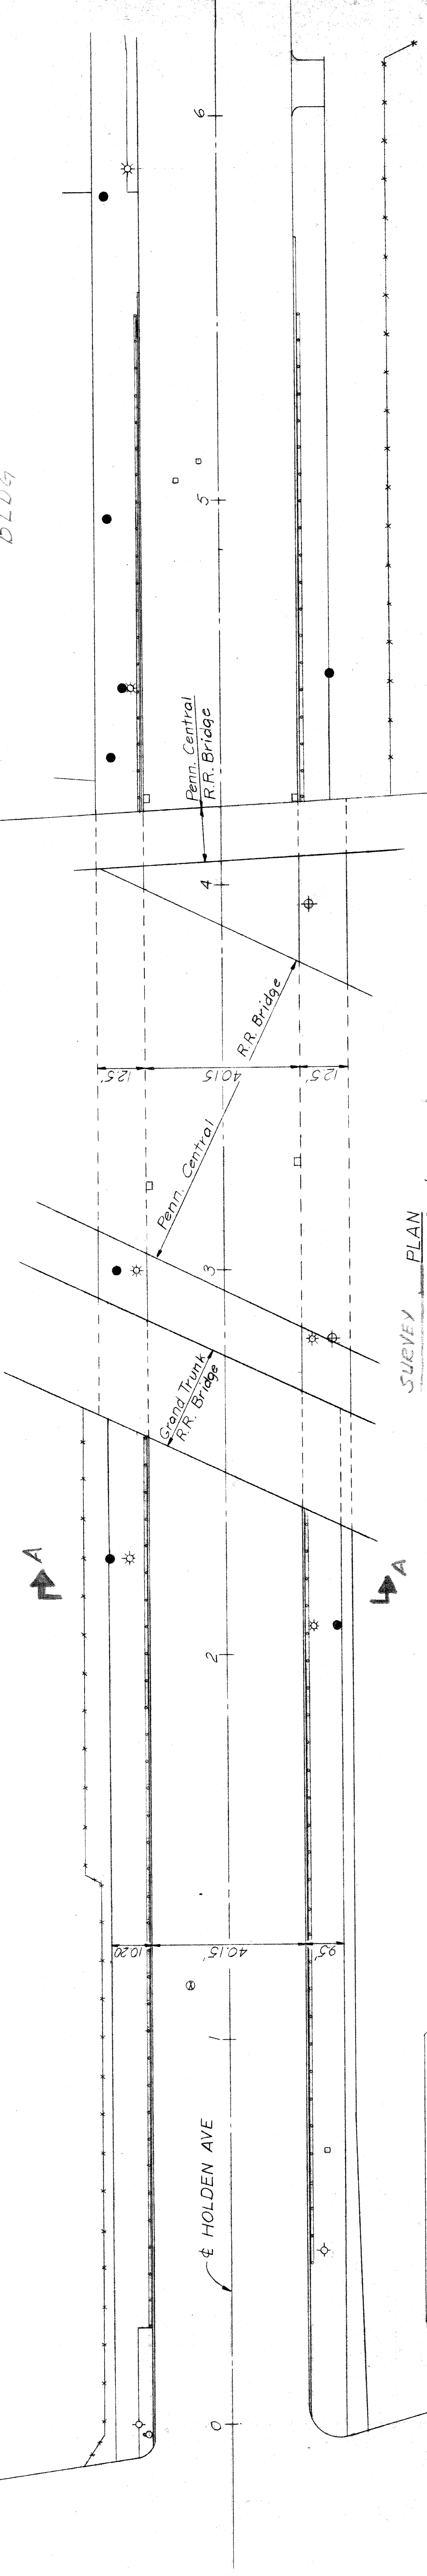 BLDG
6
5
Penn. Central
R.R. Bridge
4
R.R. Bridge
12.5'
40.15
12.5'
Penn. Central
3
SURVEY PLAN
Grand Trunk
R.R. Bridge
A
A
2
10.20
40.15'
9.5'
1
℄ HOLDEN AVE
0